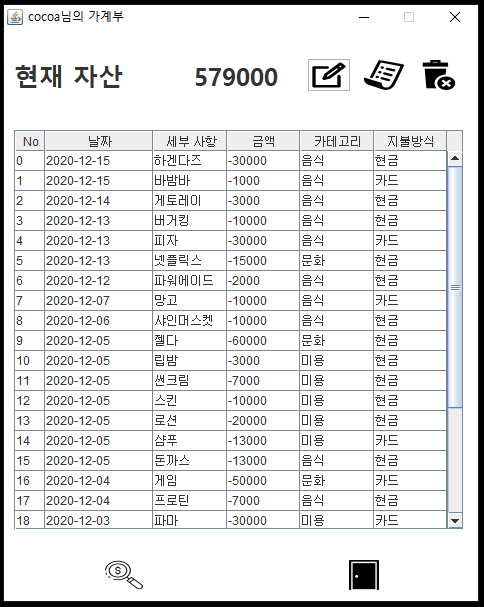 cocoa님의 가계부
현재 자산 579000
No 날짜 세부 사항 금액 카테고리 지불방식
0 2020-12-15 하겐다즈 -30000 음식 현금
1 2020-12-15 바밤바 -1000 음식 카드
2 2020-12-14 게토레이 -3000 음식 현금
3 2020-12-13 버거킹 -10000 음식 현금
4 2020-12-13 피자 -30000 음식 카드
5 2020-12-13 넷플릭스 -15000 문화 현금
6 2020-12-12 파워에이드 -2000 음식 현금
7 2020-12-07 망고 -10000 음식 카드
8 2020-12-06 샤인머스켓 -10000 음식 현금
9 2020-12-05 젤다 -60000 문화 현금
10 2020-12-05 립밤 -3000 미용 현금
11 2020-12-05 썬크림 -7000 미용 현금
12 2020-12-05 스킨 -10000 미용 현금
13 2020-12-05 로션 -20000 미용 현금
14 2020-12-05 샴푸 -13000 미용 카드
15 2020-12-05 돈까스 -13000 음식 현금
16 2020-12-04 게임 -50000 문화 카드
17 2020-12-04 프로틴 -7000 음식 현금
18 2020-12-03 파마 -30000 미용 카드